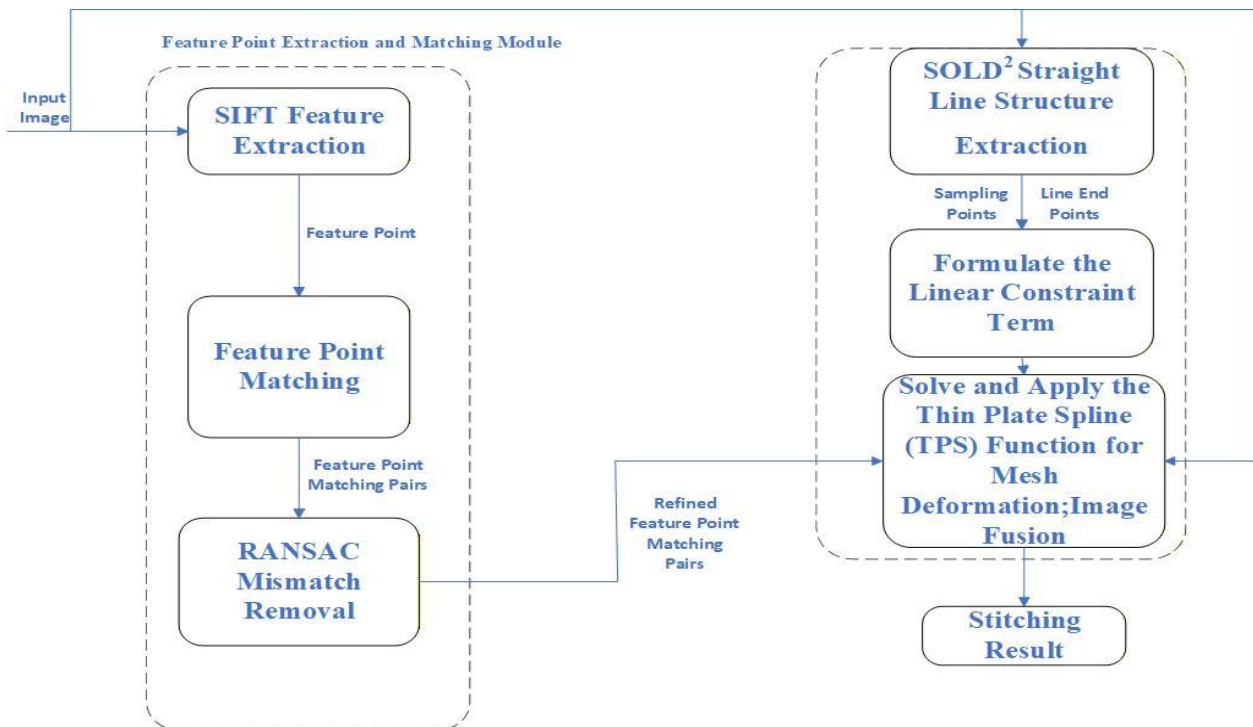 Feature Point Extraction and Matching Module
Input
Image
SIFT Feature
Extraction
Feature Point
Feature Point
Matching
Feature Point
Matching Pairs
RANSAC
Mismatch
Removal
Refined
Feature Point
Matching
Pairs
SOLD² Straight
Line Structure
Extraction
Sampling
Points
Line End
Points
Formulate the
Linear Constraint
Term
Solve and Apply the
Thin Plate Spline
(TPS) Function for
Mesh
Deformation;Image
Fusion
Stitching
Result